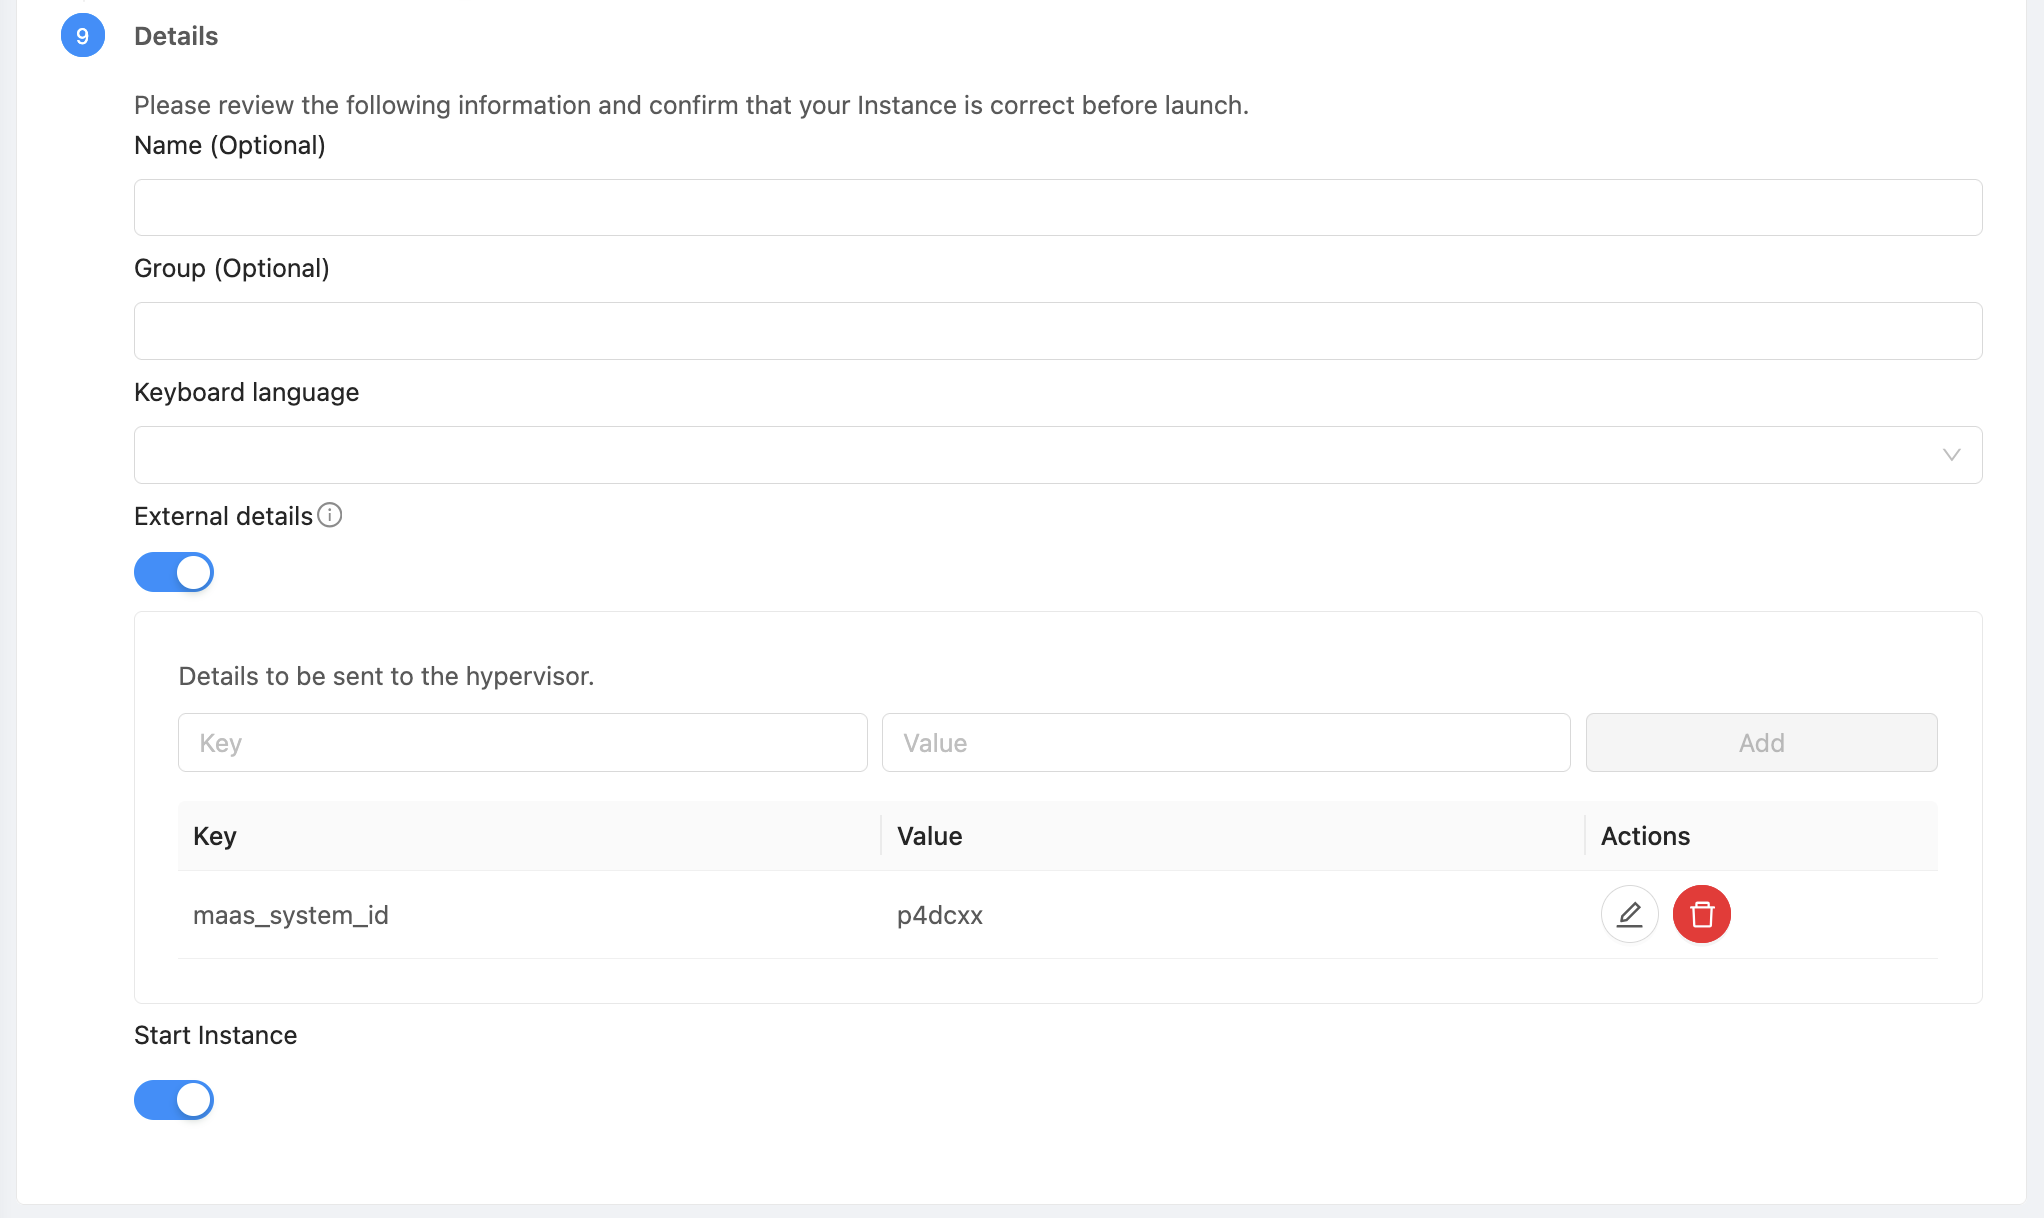 9 Details
Please review the following information and confirm that your Instance is correct before launch.
Name (Optional)
Group (Optional)
Keyboard language
External details
Details to be sent to the hypervisor.
Key Value Add
Key Value Actions
maas_system_id p4dcxx
Start Instance